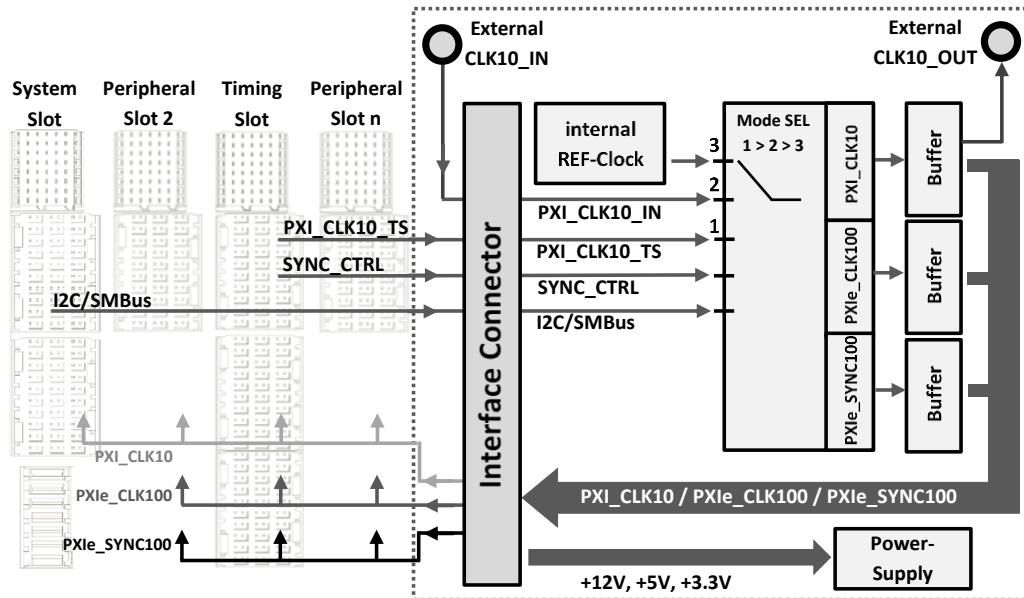 External
CLK10_IN
External
CLK10_OUT
System
Slot
Peripheral
Slot 2
Timing
Slot
Peripheral
Slot n
internal
REF-Clock
Mode SEL
1 > 2 > 3
3
2
1
PXI_CLK10
PXIe_CLK100
PXIe_SYNC100
Buffer
Buffer
Buffer
PXI_CLK10_TS
SYNC_CTRL
I2C/SMBus
Interface Connector
PXI_CLK10_IN
PXI_CLK10_TS
SYNC_CTRL
I2C/SMBus
PXI_CLK10
PXIe_CLK100
PXIe_SYNC100
PXI_CLK10 / PXIe_CLK100 / PXIe_SYNC100
+12V, +5V, +3.3V
Power-
Supply